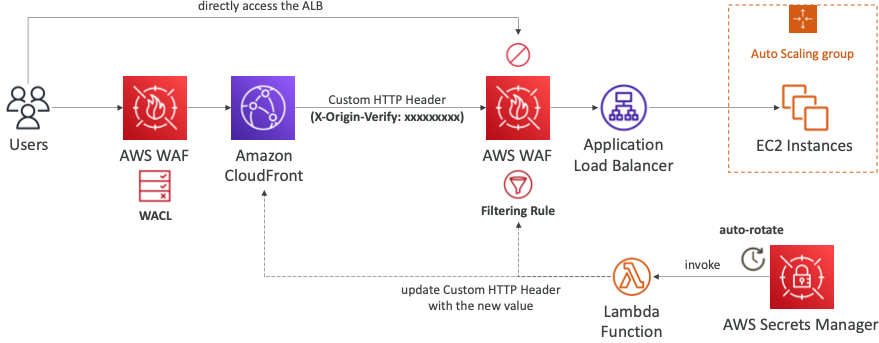 directly access the ALB
Auto Scaling group
Users
AWS WAF
WACL
Amazon
CloudFront
Custom HTTP Header
(X-Origin-Verify: xxxxxxxxx)
AWS WAF
Filtering Rule
Application
Load Balancer
EC2 Instances
auto-rotate
invoke
update Custom HTTP Header
with the new value
Lambda
Function
AWS Secrets Manager